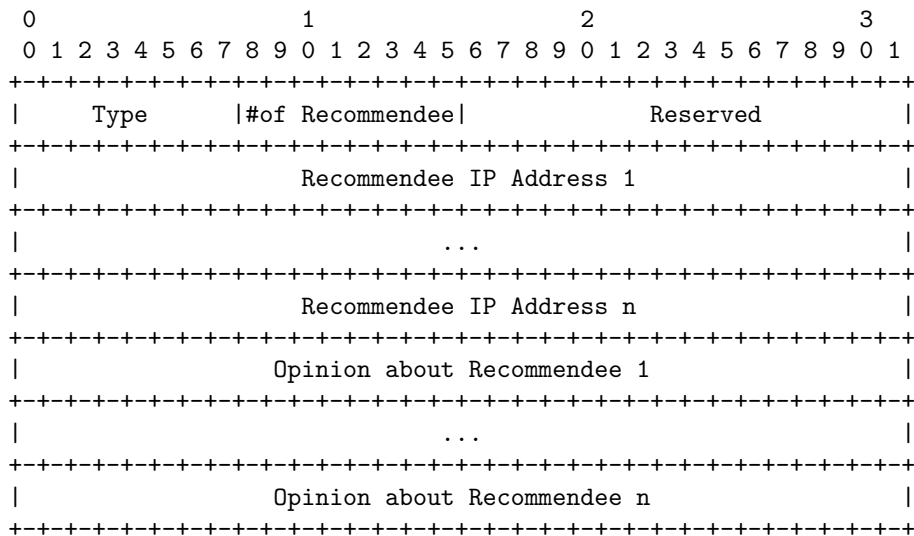 0                   1                   2                   3
0 1 2 3 4 5 6 7 8 9 0 1 2 3 4 5 6 7 8 9 0 1 2 3 4 5 6 7 8 9 0 1
+-+-+-+-+-+-+-+-+-+-+-+-+-+-+-+-+-+-+-+-+-+-+-+-+-+-+-+-+-+-+-+-+
|     Type      |#of Recommendee|             Reserved          |
+-+-+-+-+-+-+-+-+-+-+-+-+-+-+-+-+-+-+-+-+-+-+-+-+-+-+-+-+-+-+-+-+
|                    Recommendee IP Address 1                   |
+-+-+-+-+-+-+-+-+-+-+-+-+-+-+-+-+-+-+-+-+-+-+-+-+-+-+-+-+-+-+-+-+
|                              ...                              |
+-+-+-+-+-+-+-+-+-+-+-+-+-+-+-+-+-+-+-+-+-+-+-+-+-+-+-+-+-+-+-+-+
|                    Recommendee IP Address n                   |
+-+-+-+-+-+-+-+-+-+-+-+-+-+-+-+-+-+-+-+-+-+-+-+-+-+-+-+-+-+-+-+-+
|                  Opinion about Recommendee 1                  |
+-+-+-+-+-+-+-+-+-+-+-+-+-+-+-+-+-+-+-+-+-+-+-+-+-+-+-+-+-+-+-+-+
|                              ...                              |
+-+-+-+-+-+-+-+-+-+-+-+-+-+-+-+-+-+-+-+-+-+-+-+-+-+-+-+-+-+-+-+-+
|                  Opinion about Recommendee n                  |
+-+-+-+-+-+-+-+-+-+-+-+-+-+-+-+-+-+-+-+-+-+-+-+-+-+-+-+-+-+-+-+-+